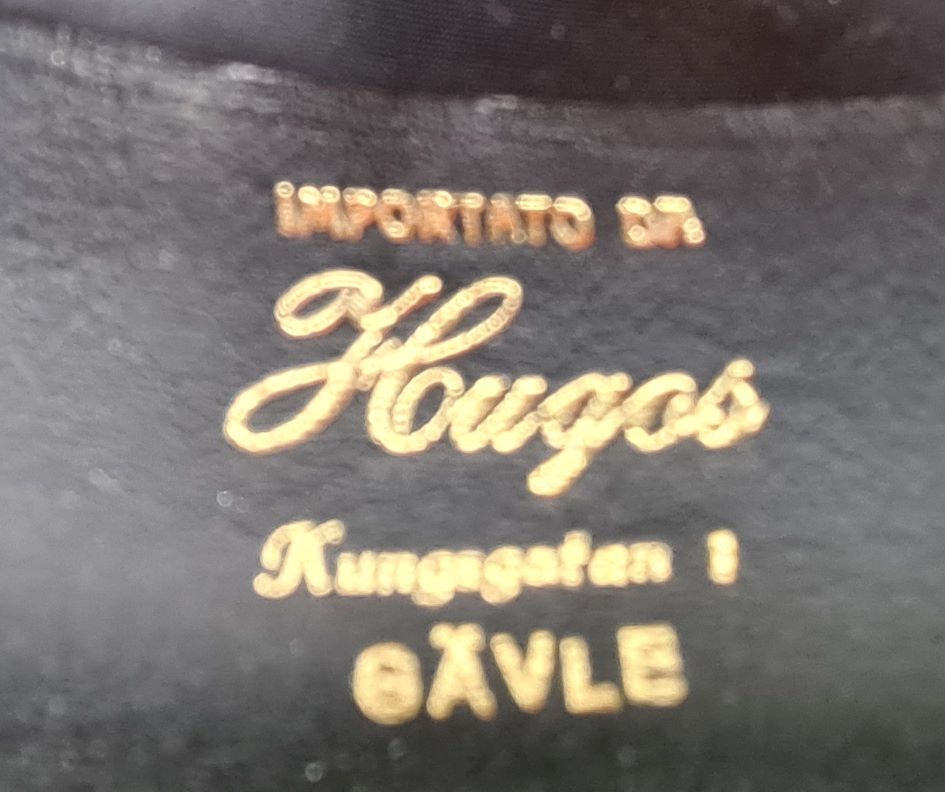 IMPORTATO DA
Hugos
Kungsgatan 1
GÄVLE